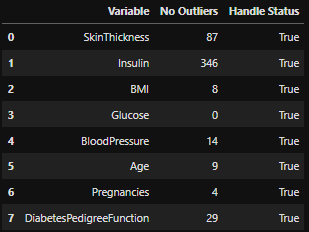 Variable No Outliers Handle Status
0 SkinThickness 87 True
1 Insulin 346 True
2 BMI 8 True
3 Glucose 0 True
4 BloodPressure 14 True
5 Age 9 True
6 Pregnancies 4 True
7 DiabetesPedigreeFunction 29 True